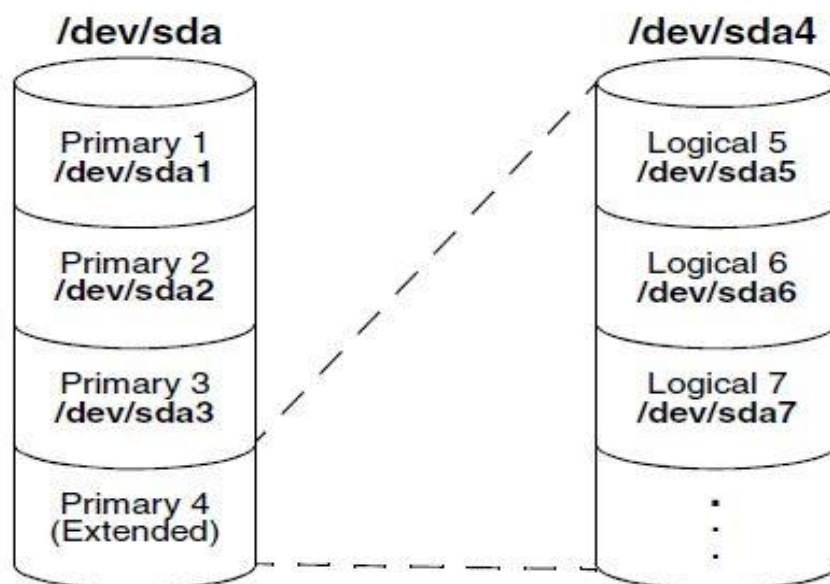 /dev/sda
Primary 1
/dev/sda1
Primary 2
/dev/sda2
Primary 3
/dev/sda3
Primary 4
(Extended)
/dev/sda4
Logical 5
/dev/sda5
Logical 6
/dev/sda6
Logical 7
/dev/sda7